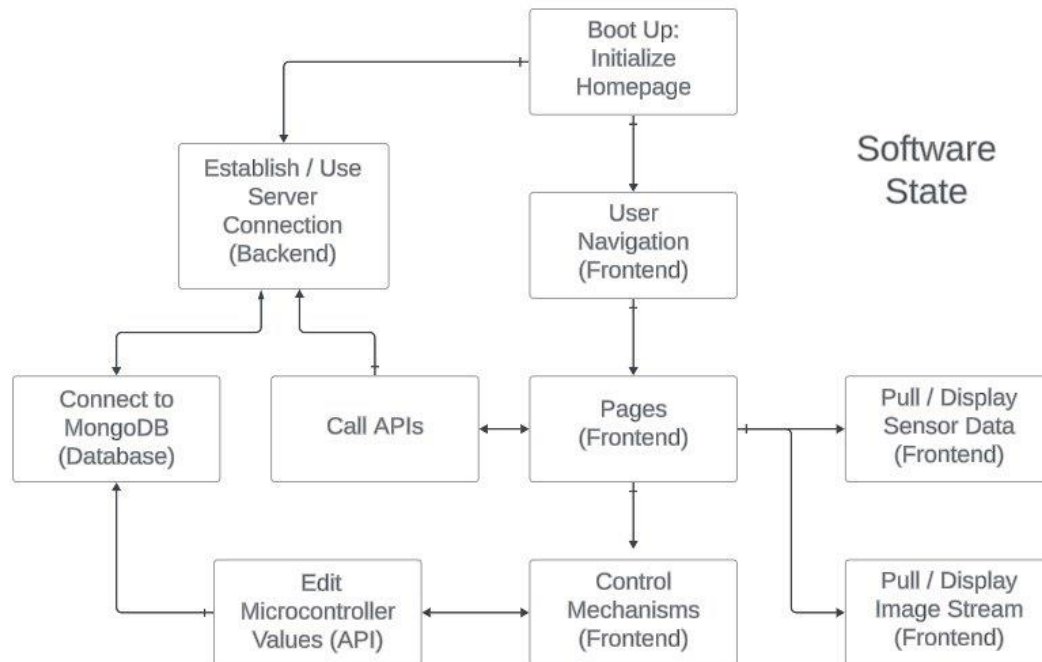 Boot Up:
Initialize
Homepage
Software
State
Establish / Use
Server
Connection
(Backend)
User
Navigation
(Frontend)
Connect to
MongoDB
(Database)
Call APIs
Pages
(Frontend)
Pull / Display
Sensor Data
(Frontend)
Edit
Microcontroller
Values (API)
Control
Mechanisms
(Frontend)
Pull / Display
Image Stream
(Frontend)